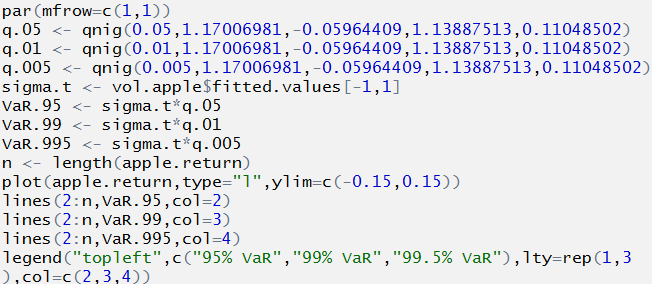 par(mfrow=c(1,1))
q.05 <- qnig(0.05,1.17006981,-0.05964409,1.13887513,0.11048502)
q.01 <- qnig(0.01,1.17006981,-0.05964409,1.13887513,0.11048502)
q.005 <- qnig(0.005,1.17006981,-0.05964409,1.13887513,0.11048502)
sigma.t <- vol.apple$fitted.values[-1,1]
VaR.95 <- sigma.t*q.05
VaR.99 <- sigma.t*q.01
VaR.995 <- sigma.t*q.005
n <- length(apple.return)
plot(apple.return,type="l",ylim=c(-0.15,0.15))
lines(2:n,VaR.95,col=2)
lines(2:n,VaR.99,col=3)
lines(2:n,VaR.995,col=4)
legend("topleft",c("95% VaR","99% VaR","99.5% VaR"),lty=rep(1,3
),col=c(2,3,4))